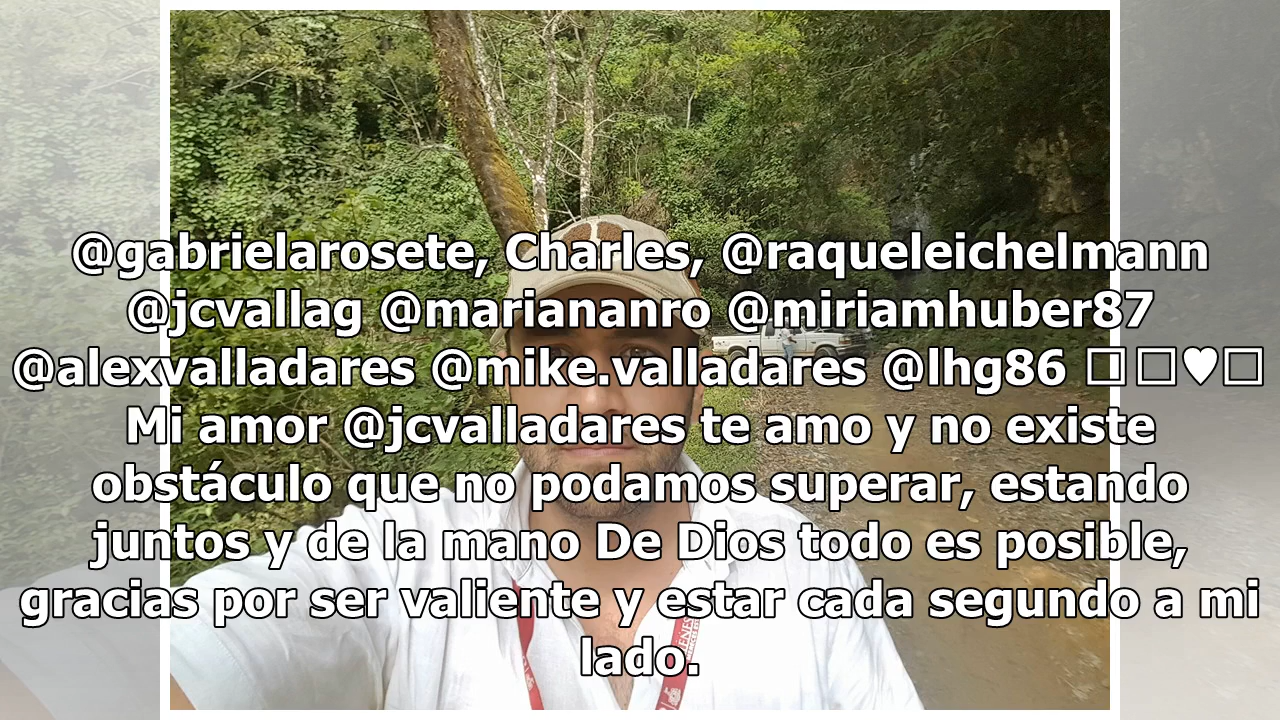 @gabrielarosete, Charles, @raqueleichelmann
@jcvallag @mariananro @miriamhuber87
@alexvalladares @mike.valladares @lhg86 □ □♥□
Mi amor @jcvalladares te amo y no existe
obstáculo que no podamos superar, estando
juntos y de la mano De Dios todo es posible,
gracias por ser valiente y estar cada segundo a mi
lado.